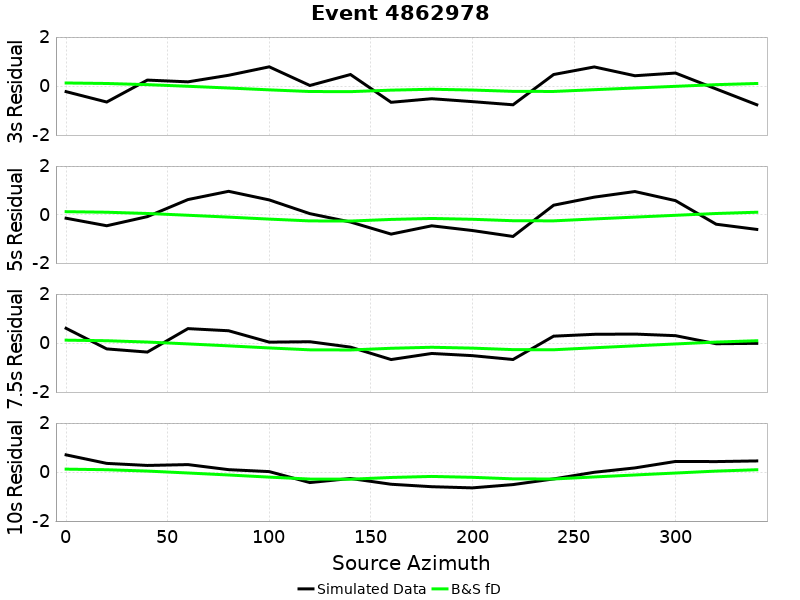 Event 4862978
3s Residual
2
0
-2
5s Residual
2
0
-2
7.5s Residual
2
0
-2
10s Residual
2
0
-2
0 50 100 150 200 250 300
Source Azimuth
Simulated Data B&S fD